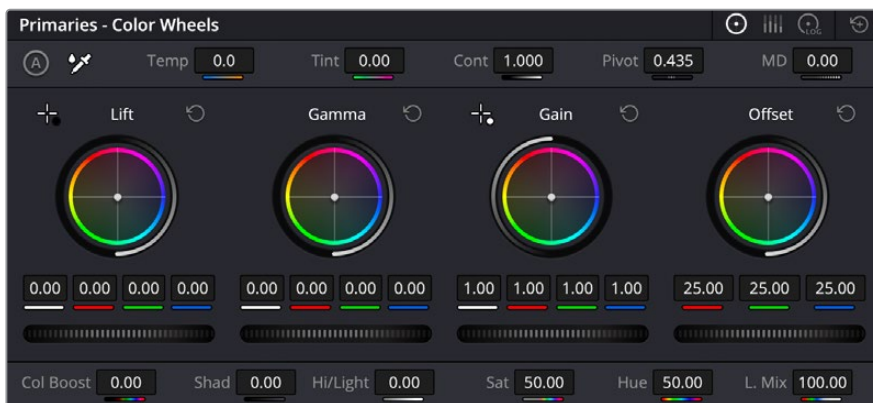 Primaries - Color Wheels
LOG
A Temp 0.0 Tint 0.00 Cont 1.000 Pivot 0.435 MD 0.00
Lift Gamma Gain Offset
0.00 0.00 0.00 0.00 0.00 0.00 0.00 0.00 1.00 1.00 1.00 1.00 25.00 25.00 25.00
Col Boost 0.00 Shad 0.00 Hi/Light 0.00 Sat 50.00 Hue 50.00 L. Mix 100.00